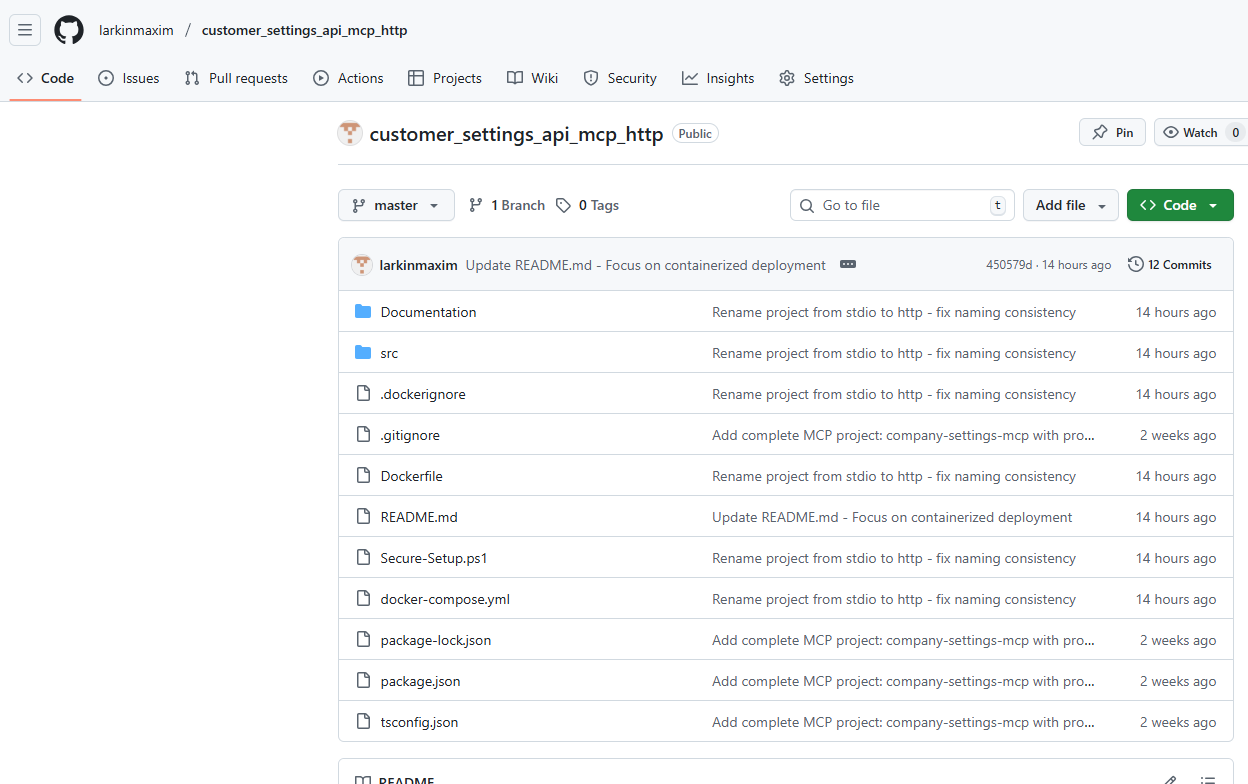 larkinmaxim / customer_settings_api_mcp_http
Code Issues Pull requests Actions Projects Wiki Security Insights Settings
customer_settings_api_mcp_http Public Pin Watch 0
master 1 Branch 0 Tags Go to file t Add file Code
larkinmaxim Update README.md - Focus on containerized deployment 450579d · 14 hours ago 12 Commits
Documentation Rename project from stdio to http - fix naming consistency 14 hours ago
src Rename project from stdio to http - fix naming consistency 14 hours ago
.dockerignore Rename project from stdio to http - fix naming consistency 14 hours ago
.gitignore Add complete MCP project: company-settings-mcp with pro... 2 weeks ago
Dockerfile Rename project from stdio to http - fix naming consistency 14 hours ago
README.md Update README.md - Focus on containerized deployment 14 hours ago
Secure-Setup.ps1 Rename project from stdio to http - fix naming consistency 14 hours ago
docker-compose.yml Rename project from stdio to http - fix naming consistency 14 hours ago
package-lock.json Add complete MCP project: company-settings-mcp with pro... 2 weeks ago
package.json Add complete MCP project: company-settings-mcp with pro... 2 weeks ago
tsconfig.json Add complete MCP project: company-settings-mcp with pro... 2 weeks ago
README